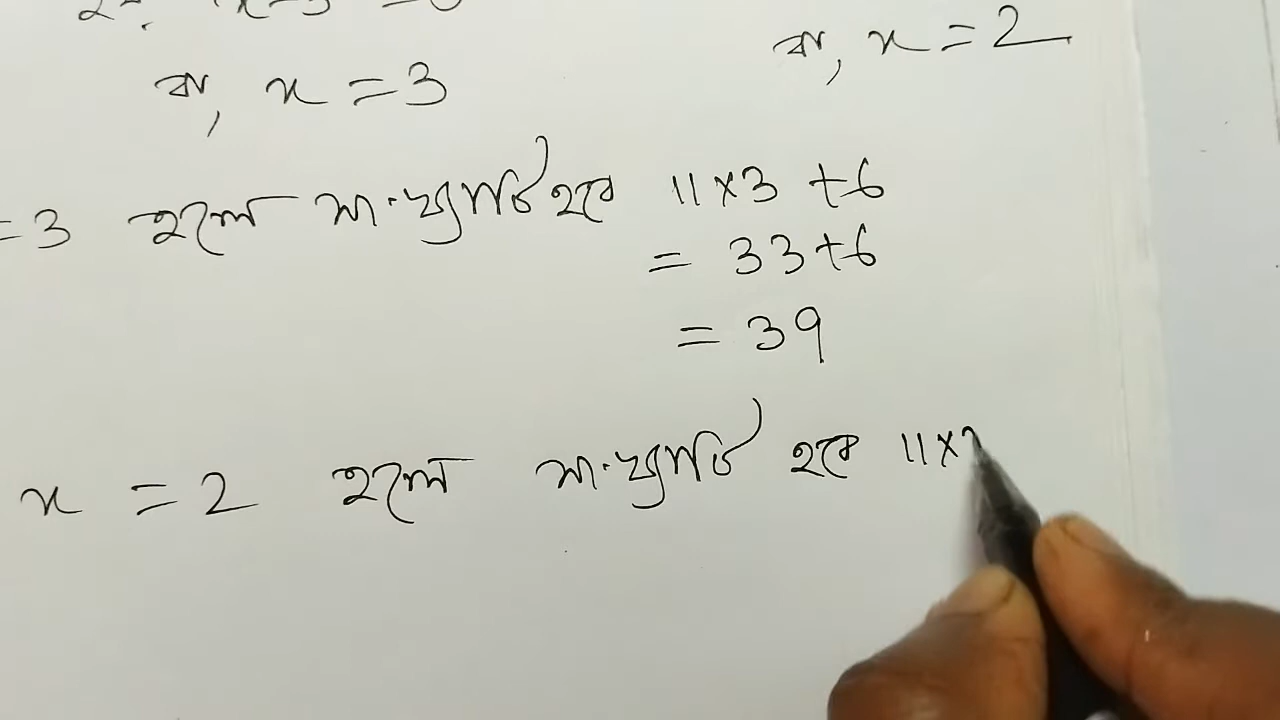 বা, x = 3
বা, x = 2
= 3 হলে সংখ্যাটি হবে 11 × 3 + 6
= 33 + 6
= 39
x = 2 হলে সংখ্যাটি হবে 11 ×